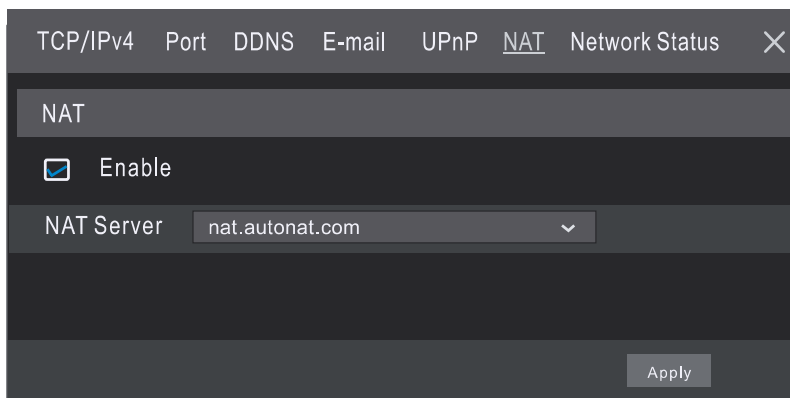 TCP/IPv4 Port DDNS E-mail UPnP NAT Network Status
NAT
Enable
NAT Server nat.autonat.com
Apply